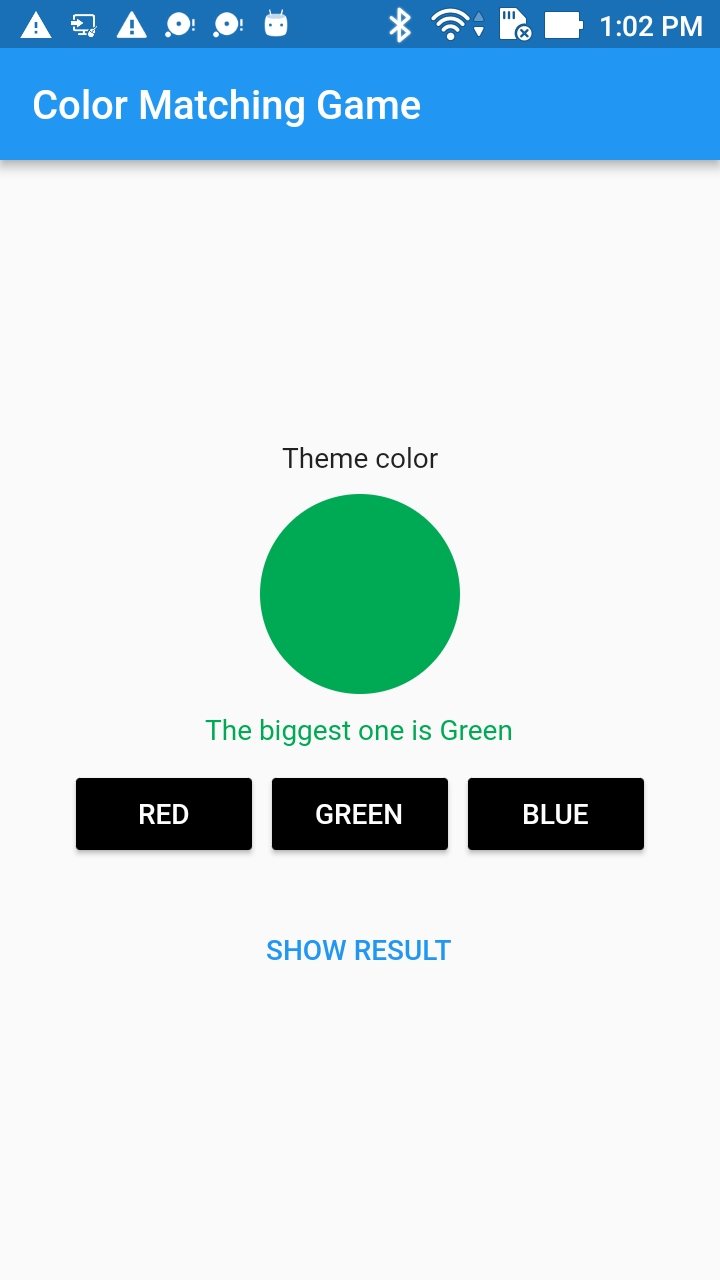 1:02 PM
Color Matching Game
Theme color
The biggest one is Green
RED GREEN BLUE
SHOW RESULT